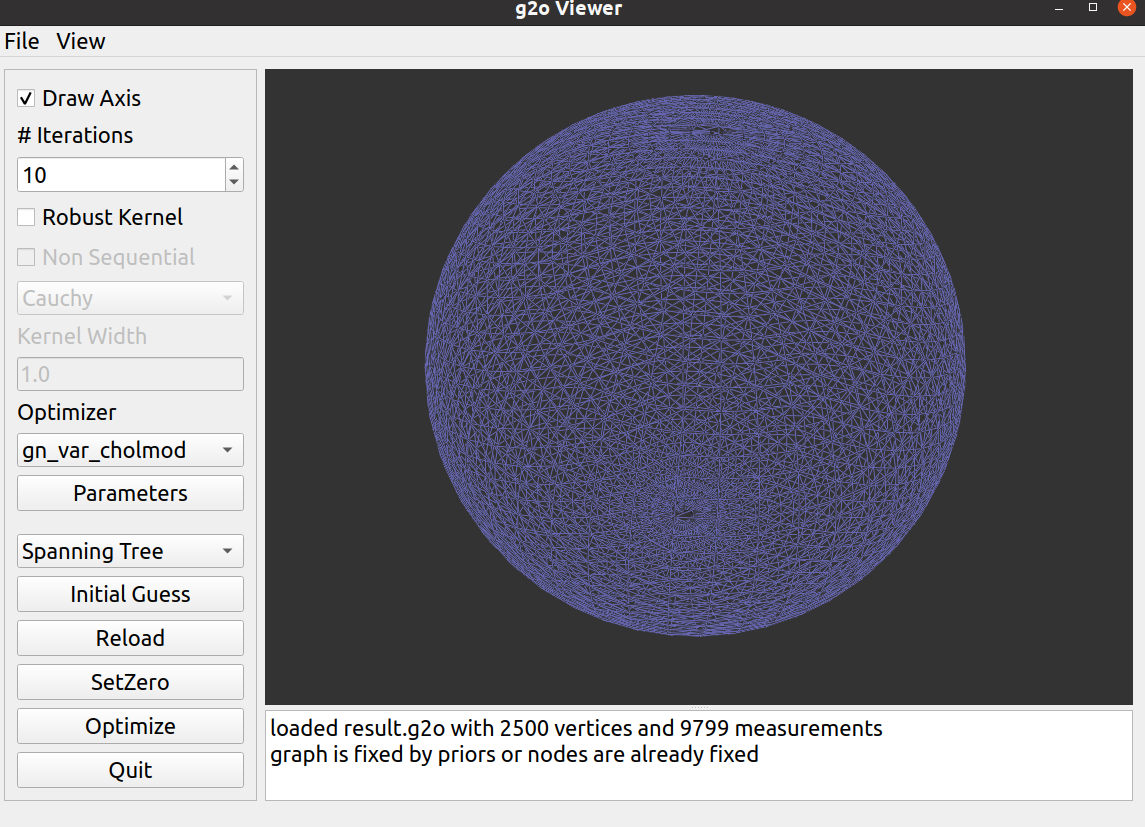 g2o Viewer
File View
Draw Axis
# Iterations
10
Robust Kernel
Non Sequential
Cauchy
Kernel Width
1.0
Optimizer
gn_var_cholmod
Parameters
Spanning Tree
Initial Guess
Reload
SetZero
Optimize
Quit
loaded result.g2o with 2500 vertices and 9799 measurements
graph is fixed by priors or nodes are already fixed